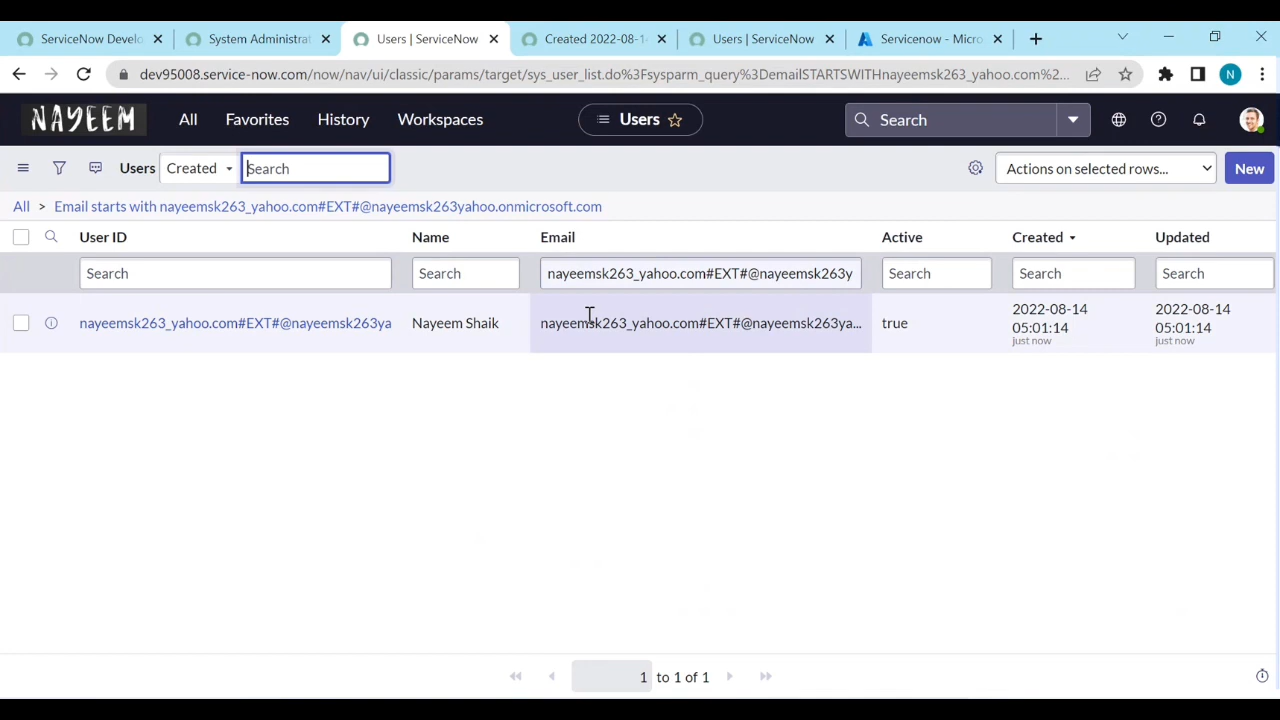 ServiceNow Develo
System Administrat
Users | ServiceNow
Created 2022-08-1
Users | ServiceNow
Servicenow - Micro
dev95008.service-now.com/now/nav/ui/classic/params/target/sys_user_list.do%3Fsysparm_query%3DemailSTARTSWITHnayeemsk263_yahoo.com%2...
N
NAYEEM
All
Favorites
History
Workspaces
Users
Search
Users
Created
Search
Actions on selected rows...
New
All > Email starts with nayeemsk263_yahoo.com#EXT#@nayeemsk263yahoo.onmicrosoft.com
User ID
Name
Email
Active
Created
Updated
Search
Search
nayeemsk263_yahoo.com#EXT#@nayeemsk263y
Search
Search
Search
nayeemsk263_yahoo.com#EXT#@nayeemsk263ya
Nayeem Shaik
nayeemsk263_yahoo.com#EXT#@nayeemsk263ya...
true
2022-08-14
05:01:14
just now
2022-08-14
05:01:14
just now
1 to 1 of 1